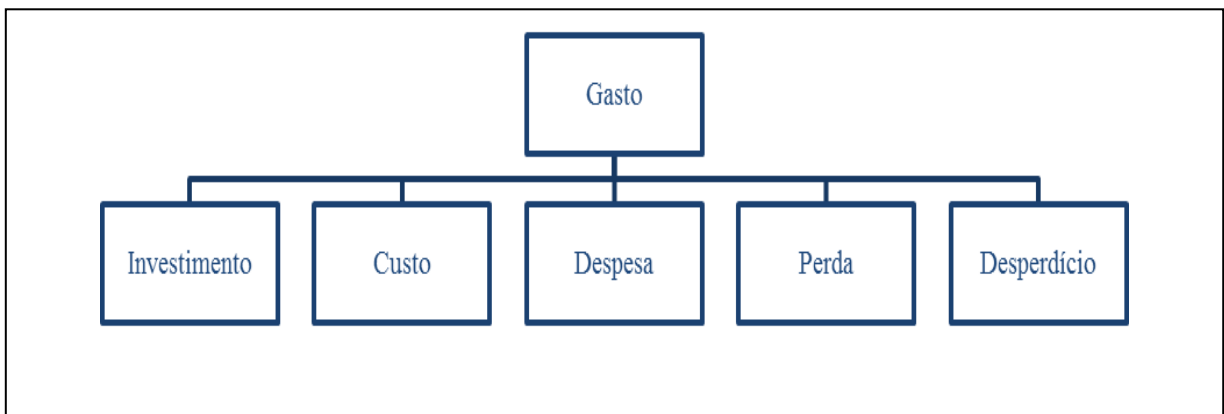 Gasto
Investimento
Custo
Despesa
Perda
Desperdício